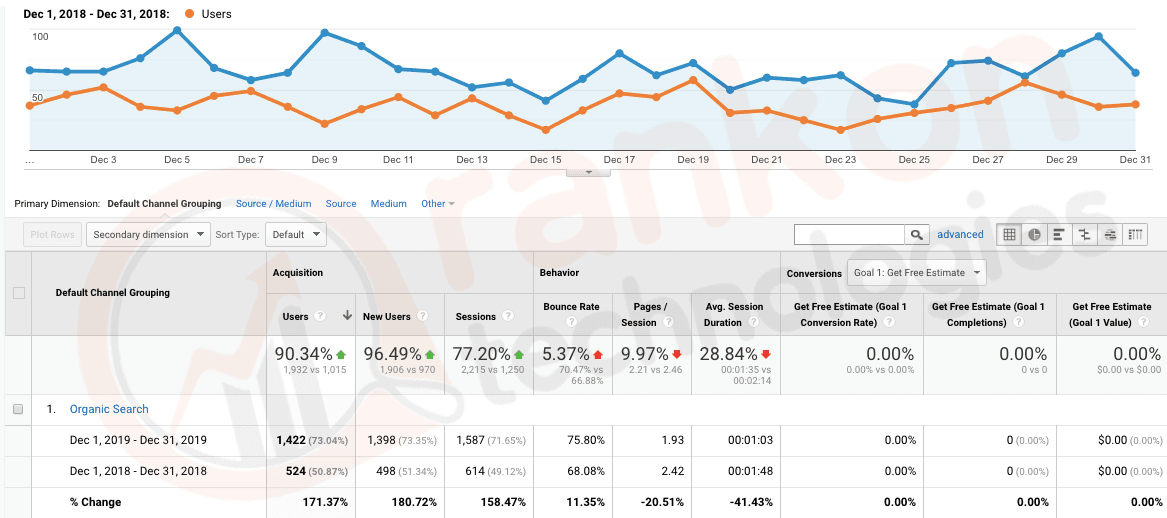 Dec 1, 2018 - Dec 31, 2018: Users
100
50
... Dec 3 Dec 5 Dec 7 Dec 9 Dec 11 Dec 13 Dec 15 Dec 17 Dec 19 Dec 21 Dec 23 Dec 25 Dec 27 Dec 29 Dec 31
Primary Dimension: Default Channel Grouping Source / Medium Source Medium Other
Plot Rows Secondary dimension Sort Type: Default advanced
Default Channel Grouping
Acquisition Behavior Conversions Goal 1: Get Free Estimate
Users ? New Users ? Sessions ? Bounce Rate ? Pages / Session ? Avg. Session Duration ? Get Free Estimate (Goal 1 Conversion Rate) ? Get Free Estimate (Goal 1 Completions) ? Get Free Estimate (Goal 1 Value) ?
90.34% 96.49% 77.20% 5.37% 9.97% 28.84% 0.00% 0.00% 0.00%
1,932 vs 1,015 1,906 vs 970 2,215 vs 1,250 70.47% vs 66.88% 2.21 vs 2.46 00:01:35 vs 00:02:14 0.00% vs 0.00% 0 vs 0 $0.00 vs $0.00
1. Organic Search
Dec 1, 2019 - Dec 31, 2019 1,422 (73.04%) 1,398 (73.35%) 1,587 (71.65%) 75.80% 1.93 00:01:03 0.00% 0 (0.00%) $0.00 (0.00%)
Dec 1, 2018 - Dec 31, 2018 524 (50.87%) 498 (51.34%) 614 (49.12%) 68.08% 2.42 00:01:48 0.00% 0 (0.00%) $0.00 (0.00%)
% Change 171.37% 180.72% 158.47% 11.35% -20.51% -41.43% 0.00% 0.00% 0.00%
rankon
technologies